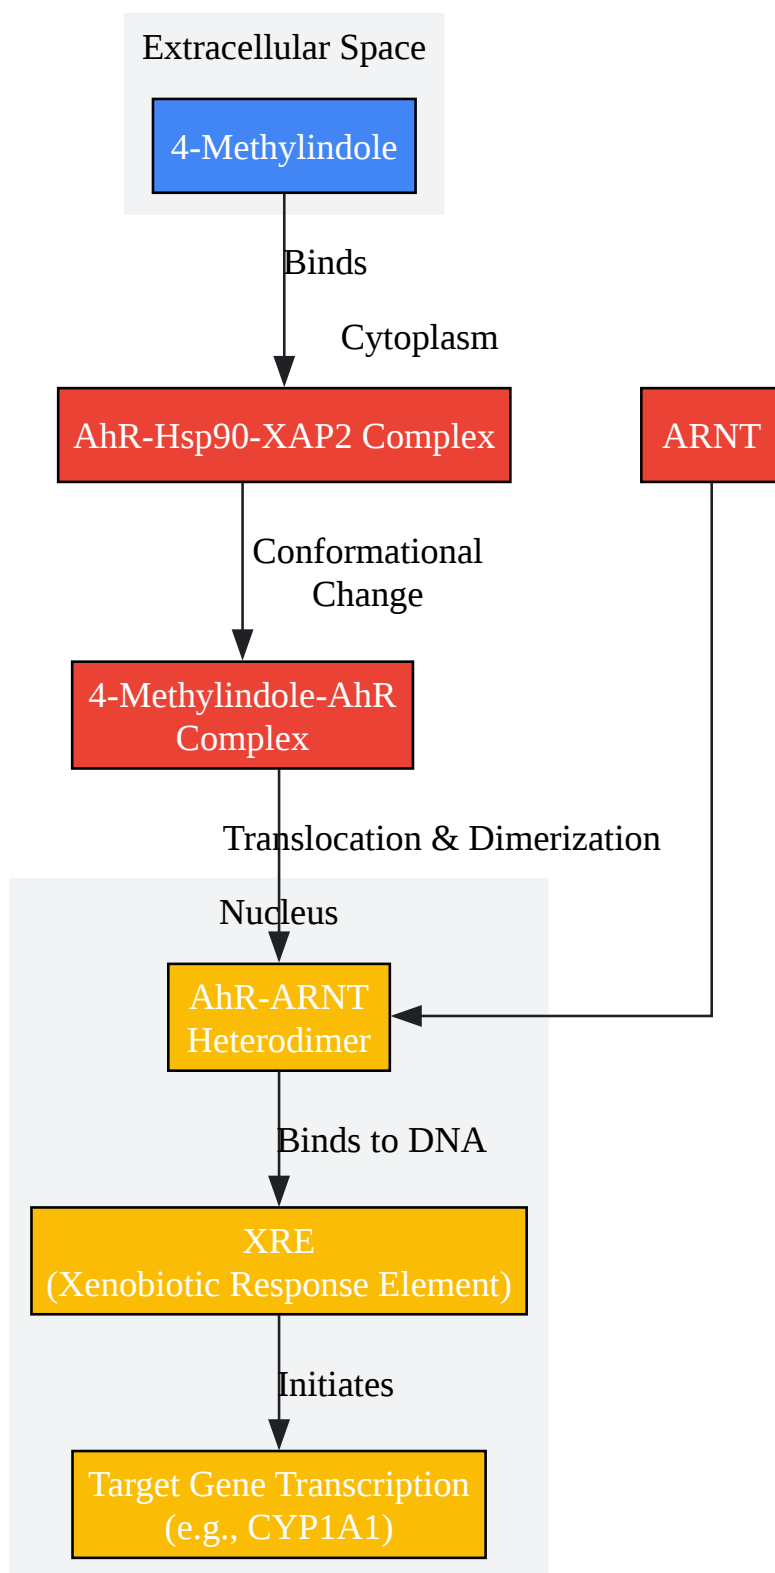 Extracellular Space
4-Methylindole
Binds
Cytoplasm
AhR-Hsp90-XAP2 Complex
ARNT
Conformational
Change
4-Methylindole-AhR
Complex
Translocation & Dimerization
Nucleus
AhR-ARNT
Heterodimer
Binds to DNA
XRE
(Xenobiotic Response Element)
Initiates
Target Gene Transcription
(e.g., CYP1A1)